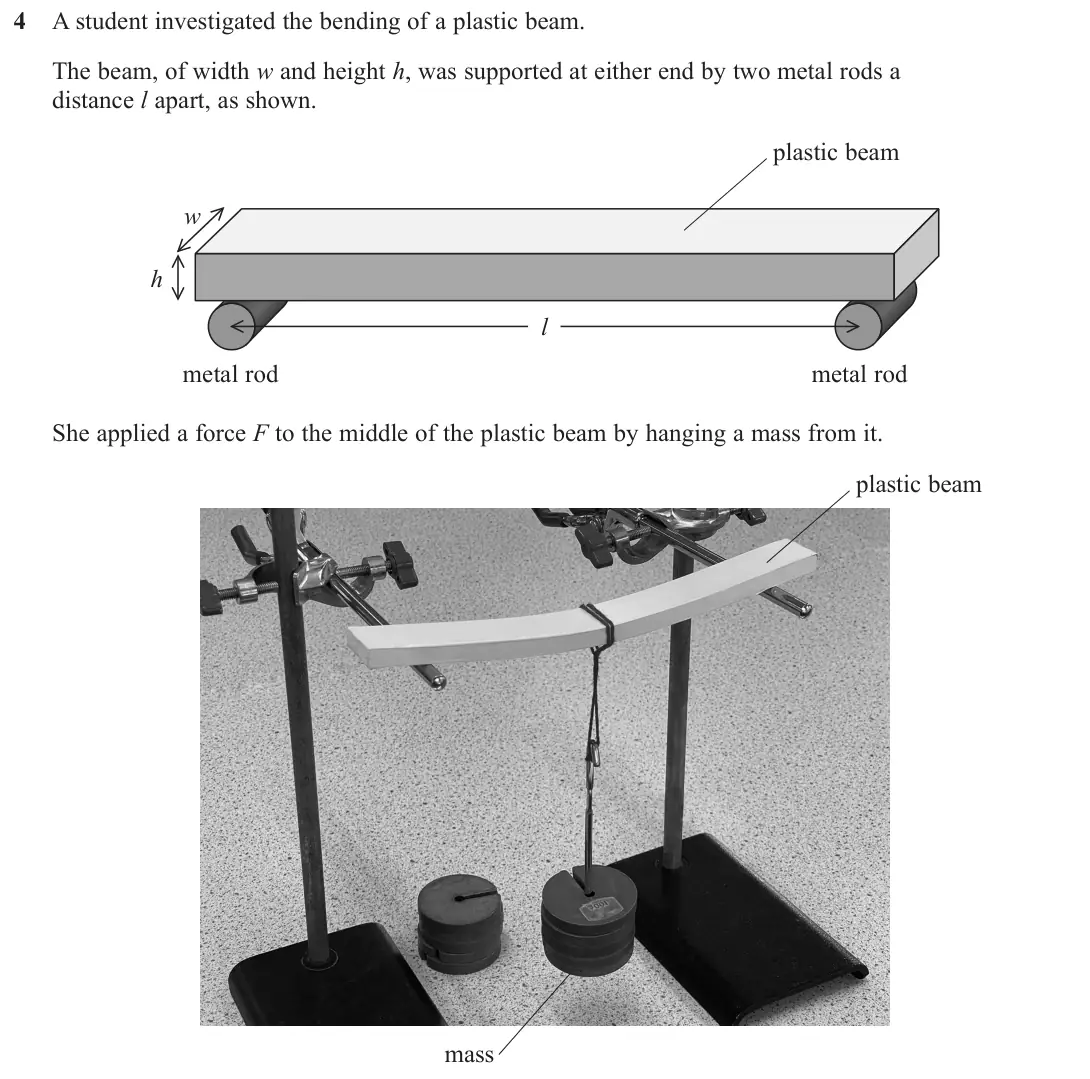 4 A student investigated the bending of a plastic beam.
The beam, of width w and height h, was supported at either end by two metal rods a
distance l apart, as shown.
plastic beam
w
h
l
metal rod metal rod
She applied a force F to the middle of the plastic beam by hanging a mass from it.
plastic beam
mass